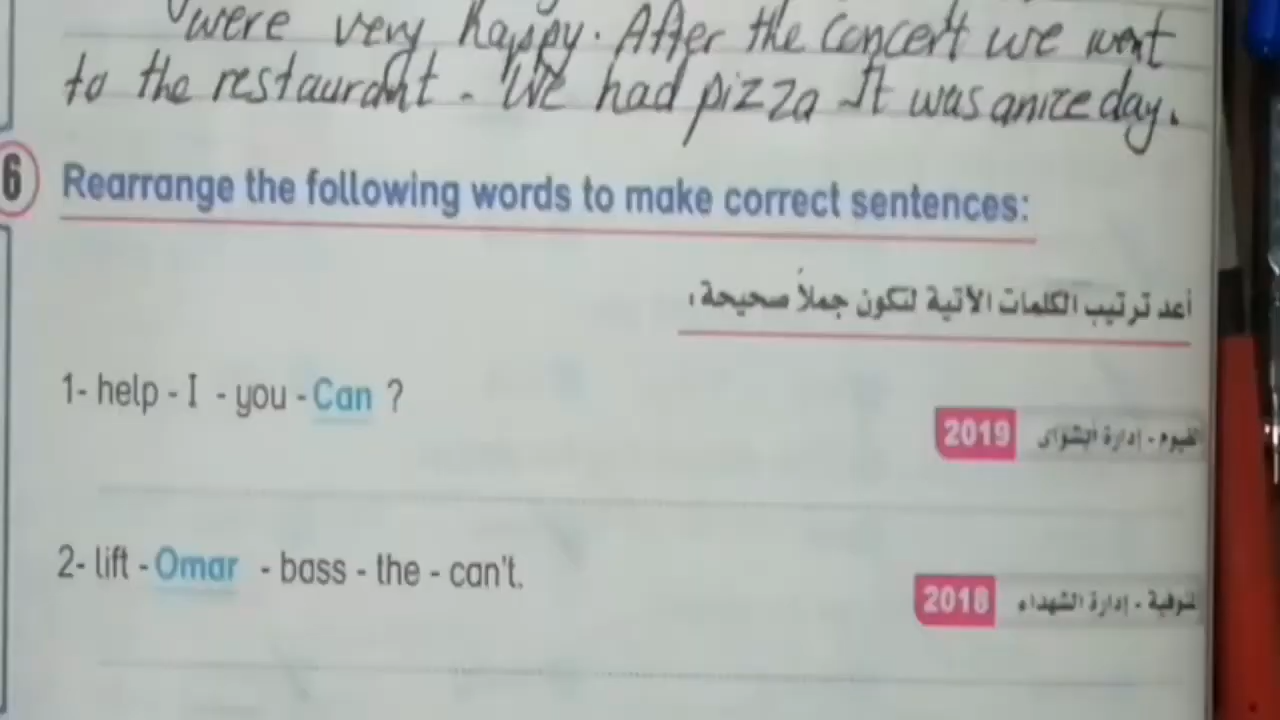 were very happy. After the concert we went
to the restaurant. We had pizza It was a nice day.
6 Rearrange the following words to make correct sentences:
أعد ترتيب الكلمات الآتية لتكون جملاً صحيحة:
1- help - I - you - Can ?
2019 الفيوم - إدارة إبشواى
2- lift - Omar - bass - the - can't.
2018 المنوفية - إدارة الشهداء